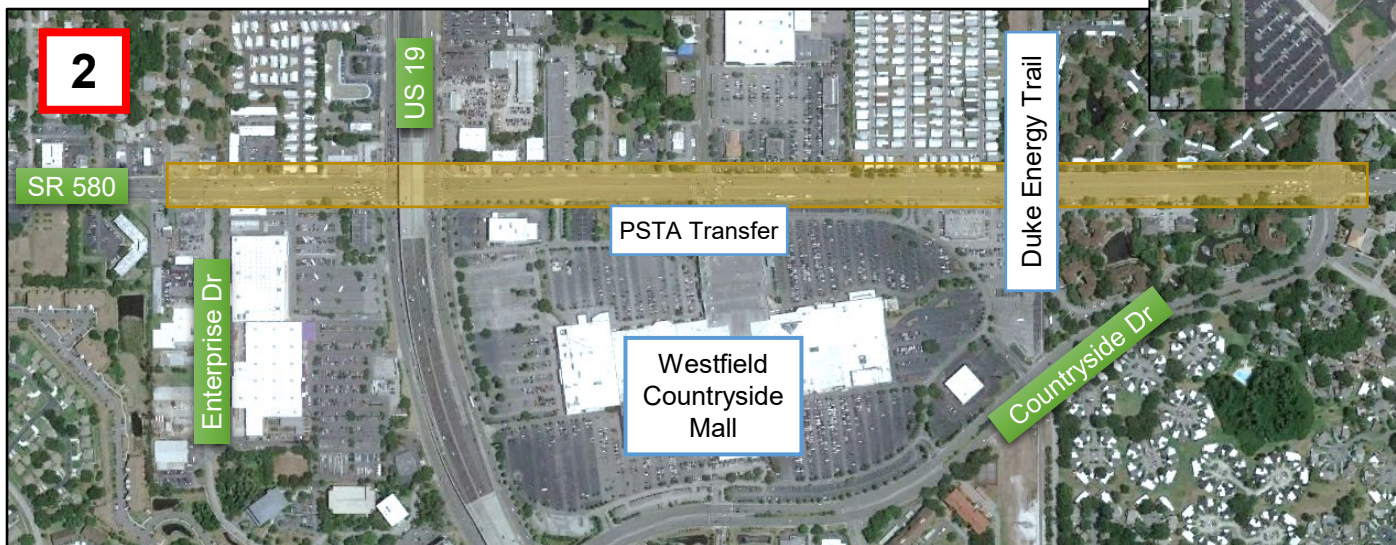 2
US 19
SR 580
PSTA Transfer
Duke Energy Trail
Enterprise Dr
Westfield
Countryside
Mall
Countryside Dr